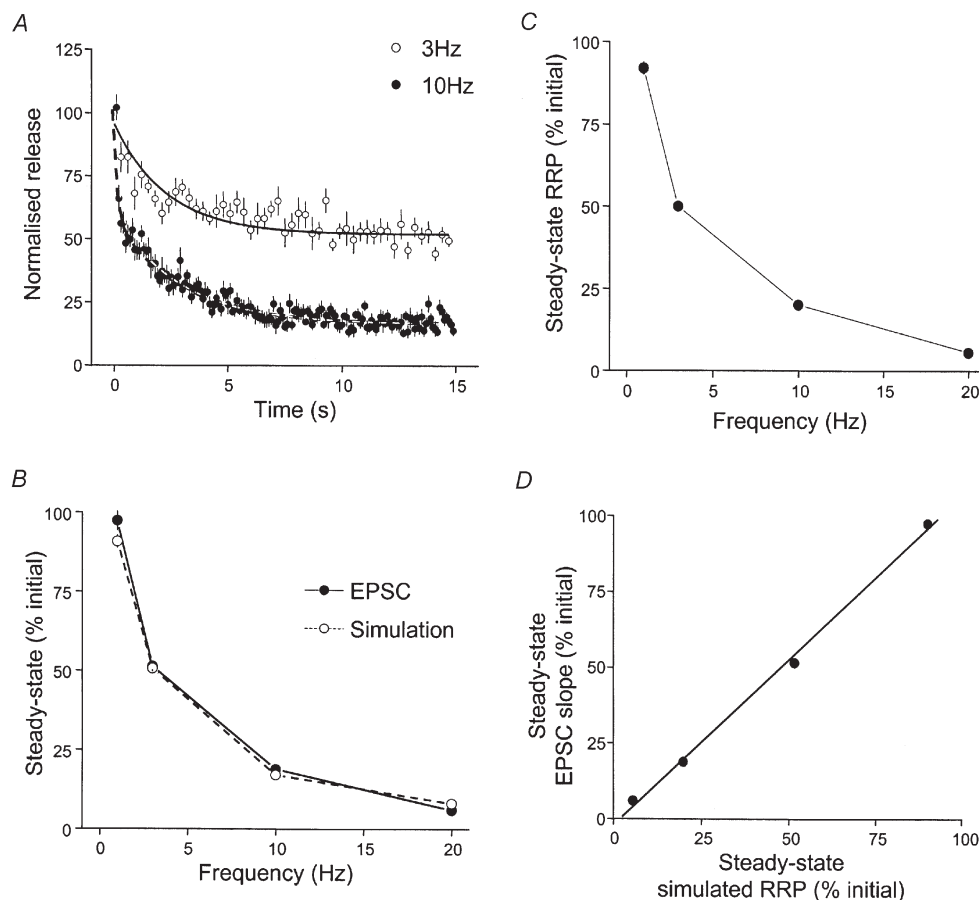 A
125
100
75
50
25
0
Normalised release
3Hz
10Hz
0
5
10
15
Time (s)
C
100
75
50
25
0
Steady-state RRP (% initial)
0
5
10
15
20
Frequency (Hz)
B
100
75
50
25
0
Steady-state (% initial)
EPSC
Simulation
0
5
10
15
20
Frequency (Hz)
D
100
75
50
25
0
Steady-state
EPSC slope (% initial)
0
25
50
75
100
Steady-state
simulated RRP (% initial)